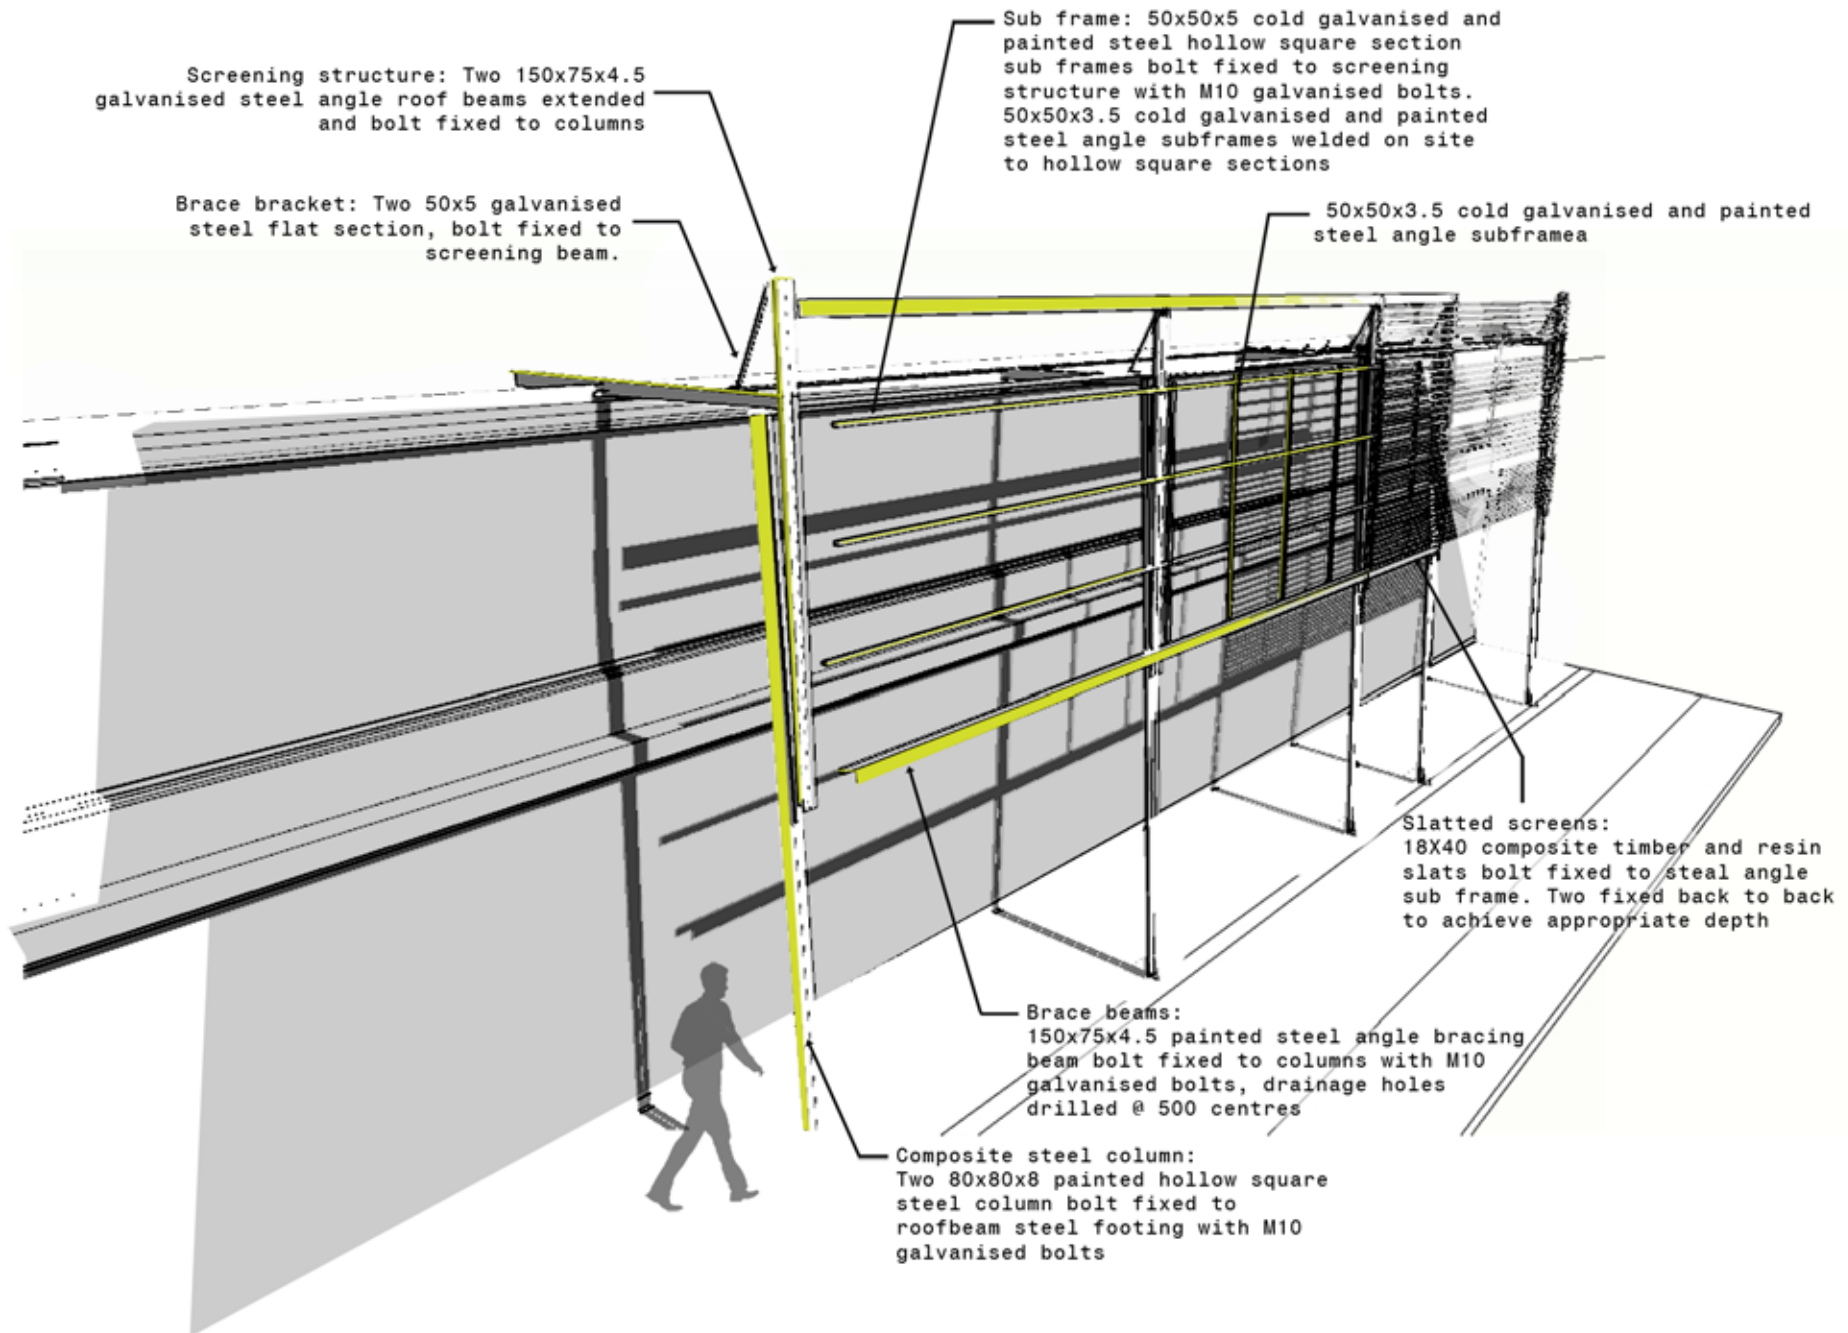 Sub frame: 50x50x5 cold galvanised and
painted steel hollow square section
sub frames bolt fixed to screening
structure with M10 galvanised bolts.
50x50x3.5 cold galvanised and painted
steel angle subframes welded on site
to hollow square sections
Screening structure: Two 150x75x4.5
galvanised steel angle roof beams extended
and bolt fixed to columns
Brace bracket: Two 50x5 galvanised
steel flat section, bolt fixed to
screening beam.
50x50x3.5 cold galvanised and painted
steel angle subframea
Slatted screens:
18X40 composite timber and resin
slats bolt fixed to steal angle
sub frame. Two fixed back to back
to achieve appropriate depth
Brace beams:
150x75x4.5 painted steel angle bracing
beam bolt fixed to columns with M10
galvanised bolts, drainage holes
drilled @ 500 centres
Composite steel column:
Two 80x80x8 painted hollow square
steel column bolt fixed to
roofbeam steel footing with M10
galvanised bolts